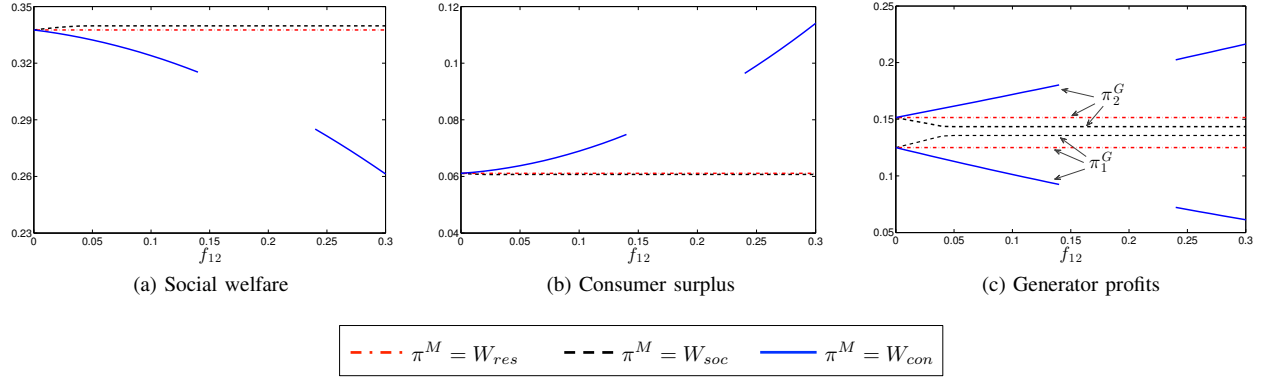 0.35
0.32
0.29
0.26
0.23
0 0.05 0.1 0.15 0.2 0.25 0.3
f₁₂
(a) Social welfare
0.12
0.1
0.08
0.06
0.04
0 0.05 0.1 0.15 0.2 0.25 0.3
f₁₂
(b) Consumer surplus
0.25
0.2
0.15
0.1
0.05
π₂ᴳ
π₁ᴳ
0 0.05 0.1 0.15 0.2 0.25 0.3
f₁₂
(c) Generator profits
πᴹ = W_res πᴹ = W_soc πᴹ = W_con